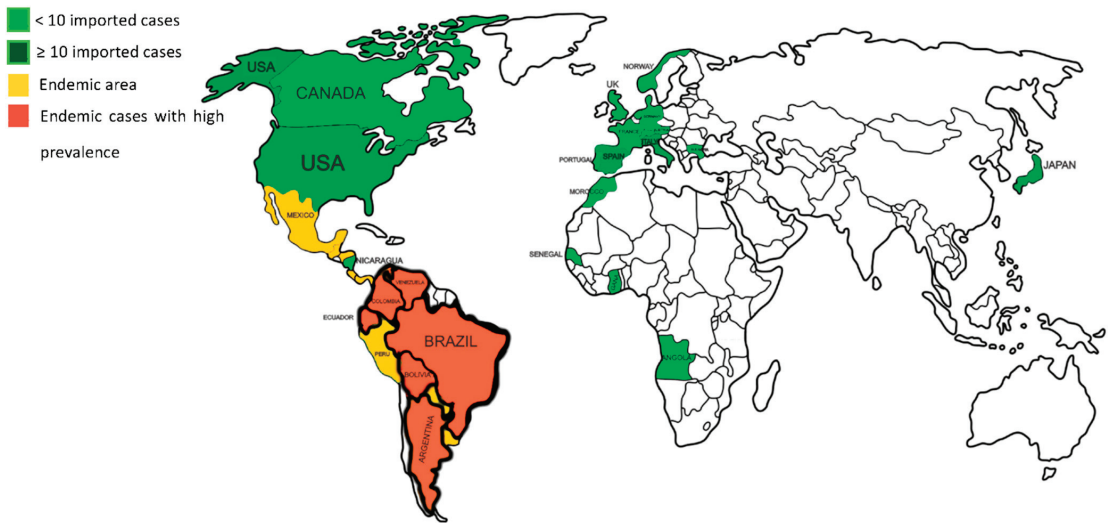 < 10 imported cases
≥ 10 imported cases
Endemic area
Endemic cases with high
prevalence
USA
CANADA
USA
MEXICO
NICARAGUA
VENEZUELA
COLOMBIA
ECUADOR
PERU
BRAZIL
BOLIVIA
ARGENTINA
NORWAY
UK
FRANCE
PORTUGAL
SPAIN
MOROCCO
SENEGAL
ANGOLA
JAPAN